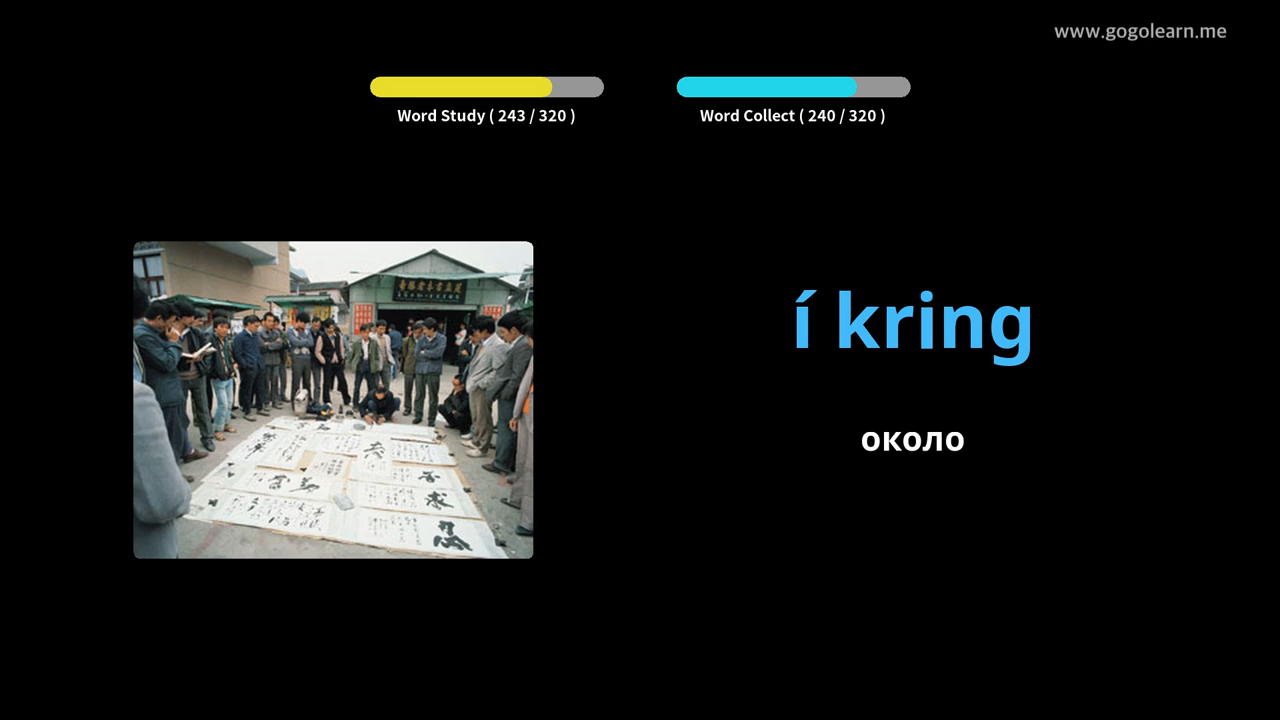 www.gogolearn.me
Word Study ( 243 / 320 )
Word Collect ( 240 / 320 )
í kring
около